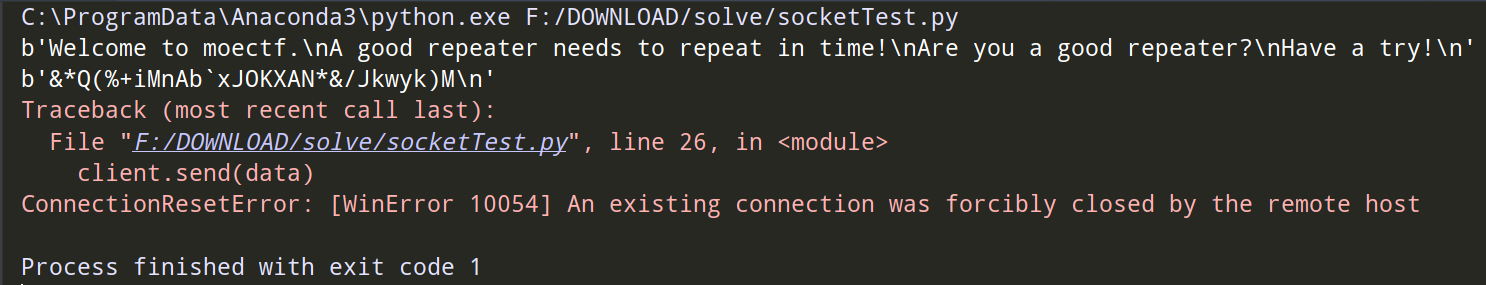 C:\ProgramData\Anaconda3\python.exe F:/DOWNLOAD/solve/socketTest.py
b'Welcome to moectf.\nA good repeater needs to repeat in time!\nAre you a good repeater?\nHave a try!\n'
b'&*Q(%+iMnAb`xJOKXAN*&/Jkwyk)M\n'
Traceback (most recent call last):
  File "F:/DOWNLOAD/solve/socketTest.py", line 26, in <module>
    client.send(data)
ConnectionResetError: [WinError 10054] An existing connection was forcibly closed by the remote host
Process finished with exit code 1